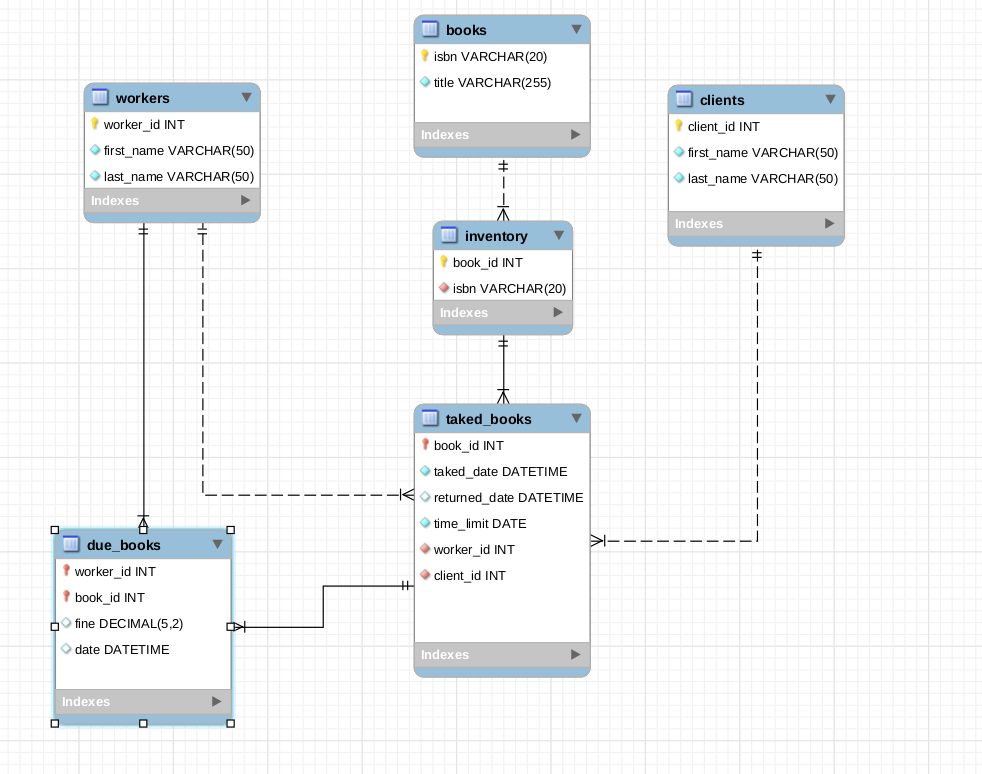 books
isbn VARCHAR(20)
title VARCHAR(255)
Indexes
workers
worker_id INT
first_name VARCHAR(50)
last_name VARCHAR(50)
Indexes
clients
client_id INT
first_name VARCHAR(50)
last_name VARCHAR(50)
Indexes
inventory
book_id INT
isbn VARCHAR(20)
Indexes
taked_books
book_id INT
taked_date DATETIME
returned_date DATETIME
time_limit DATE
worker_id INT
client_id INT
Indexes
due_books
worker_id INT
book_id INT
fine DECIMAL(5,2)
date DATETIME
Indexes